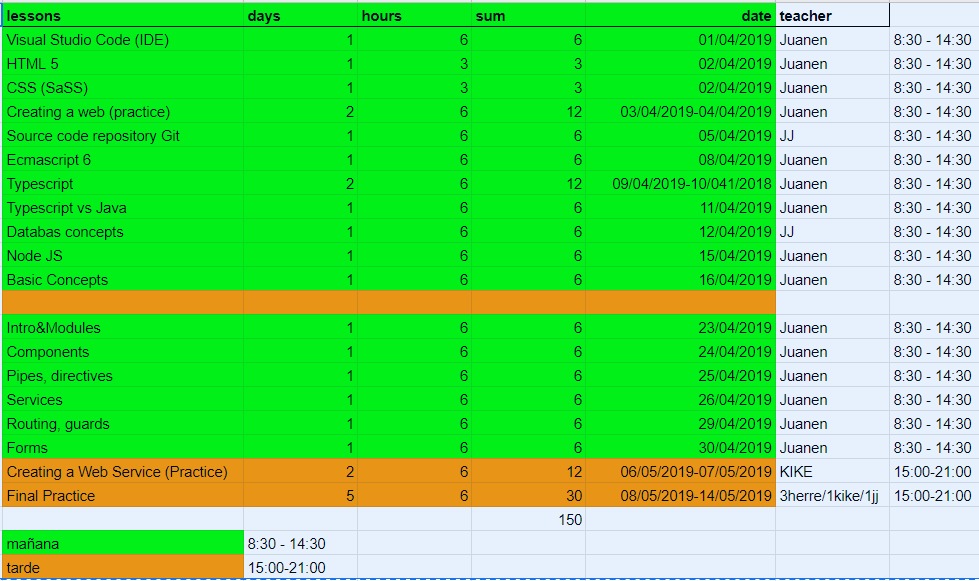 lessons days hours sum date teacher
Visual Studio Code (IDE) 1 6 6 01/04/2019 Juanen 8:30 - 14:30
HTML 5 1 3 3 02/04/2019 Juanen 8:30 - 14:30
CSS (SaSS) 1 3 3 02/04/2019 Juanen 8:30 - 14:30
Creating a web (practice) 2 6 12 03/04/2019-04/04/2019 Juanen 8:30 - 14:30
Source code repository Git 1 6 6 05/04/2019 JJ 8:30 - 14:30
Ecmascript 6 1 6 6 08/04/2019 Juanen 8:30 - 14:30
Typescript 2 6 12 09/04/2019-10/041/2018 Juanen 8:30 - 14:30
Typescript vs Java 1 6 6 11/04/2019 Juanen 8:30 - 14:30
Databas concepts 1 6 6 12/04/2019 JJ 8:30 - 14:30
Node JS 1 6 6 15/04/2019 Juanen 8:30 - 14:30
Basic Concepts 1 6 6 16/04/2019 Juanen 8:30 - 14:30
Intro&Modules 1 6 6 23/04/2019 Juanen 8:30 - 14:30
Components 1 6 6 24/04/2019 Juanen 8:30 - 14:30
Pipes, directives 1 6 6 25/04/2019 Juanen 8:30 - 14:30
Services 1 6 6 26/04/2019 Juanen 8:30 - 14:30
Routing, guards 1 6 6 29/04/2019 Juanen 8:30 - 14:30
Forms 1 6 6 30/04/2019 Juanen 8:30 - 14:30
Creating a Web Service (Practice) 2 6 12 06/05/2019-07/05/2019 KIKE 15:00-21:00
Final Practice 5 6 30 08/05/2019-14/05/2019 3herre/1kike/1jj 15:00-21:00
150
mañana 8:30 - 14:30
tarde 15:00-21:00